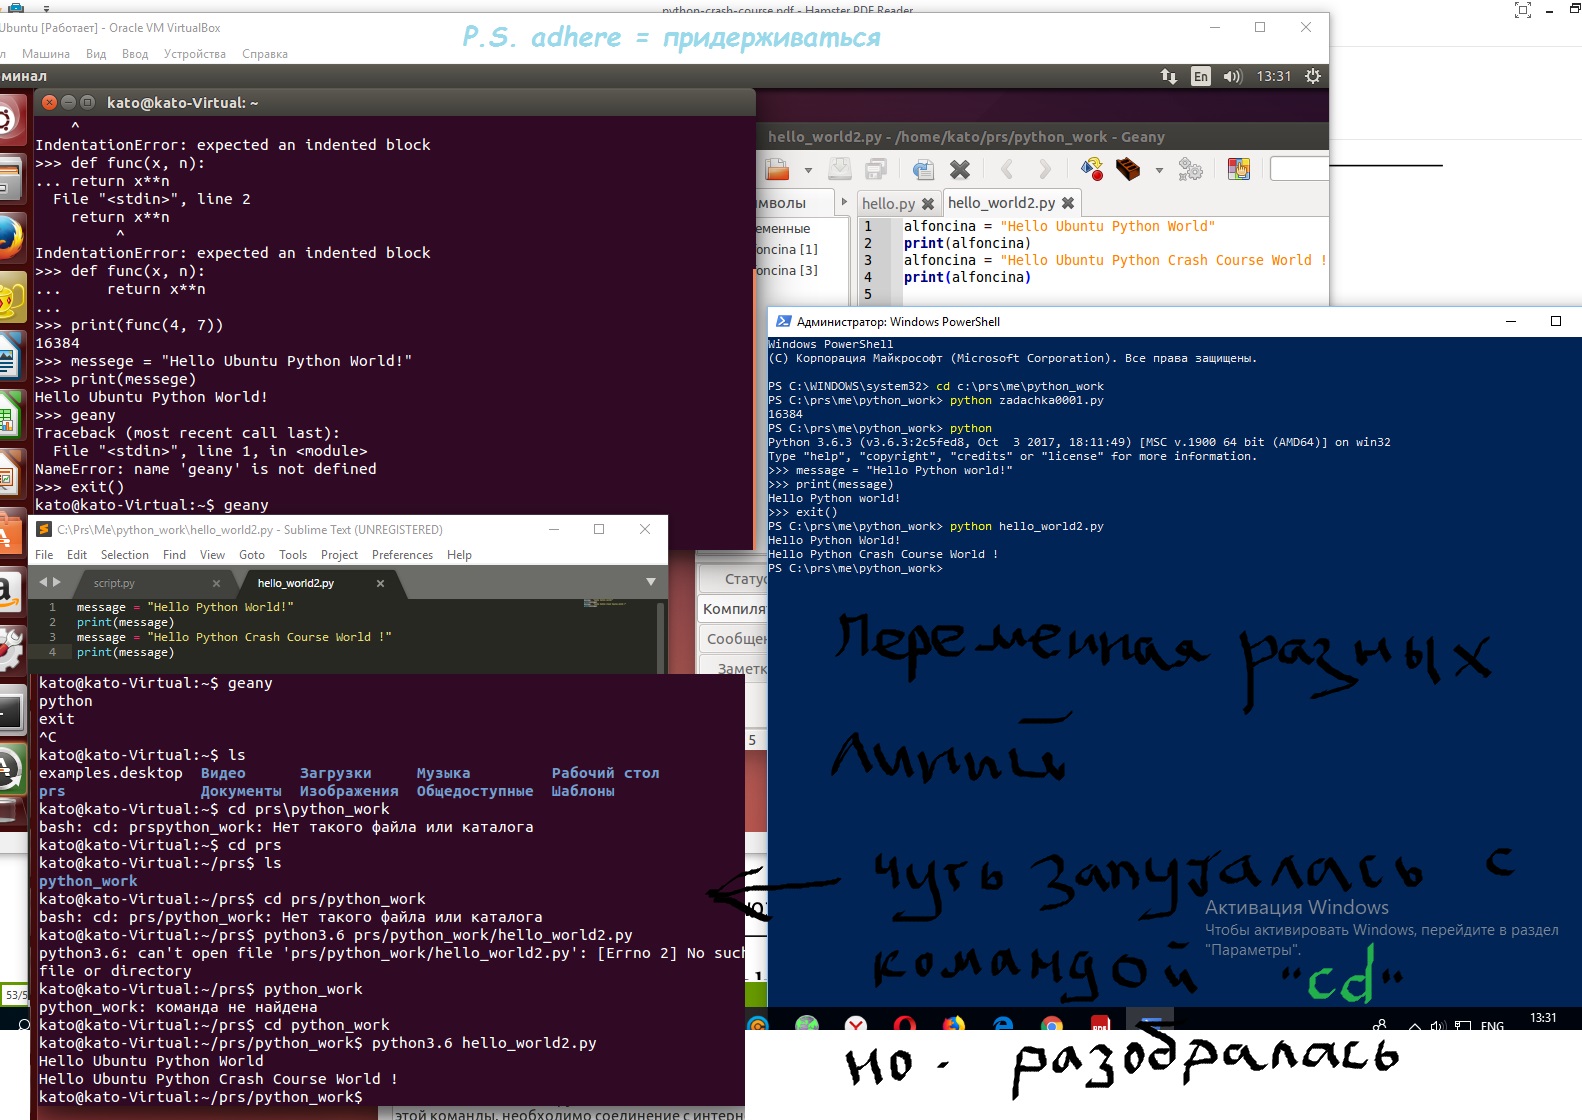 python-crash-course.pdf - Hamster PDF Reader
Ubuntu [Работает] - Oracle VM VirtualBox
P.S. adhere = придерживаться
Машина Вид Ввод Устройства Справка
En 13:31
kato@kato-Virtual: ~
^
IndentationError: expected an indented block
>>> def func(x, n):
... return x**n
File "<stdin>", line 2
return x**n
^
IndentationError: expected an indented block
>>> def func(x, n):
... return x**n
...
>>> print(func(4, 7))
16384
>>> messege = "Hello Ubuntu Python World!"
>>> print(messege)
Hello Ubuntu Python World!
>>> geany
Traceback (most recent call last):
File "<stdin>", line 1, in <module>
NameError: name 'geany' is not defined
>>> exit()
kato@kato-Virtual:~$ geany
hello_world2.py - /home/kato/prs/python_work - Geany
hello.py hello_world2.py
1 alfoncina = "Hello Ubuntu Python World"
2 print(alfoncina)
3 alfoncina = "Hello Ubuntu Python Crash Course World !
4 print(alfoncina)
5
Администратор: Windows PowerShell
Windows PowerShell
(C) Корпорация Майкрософт (Microsoft Corporation). Все права защищены.
PS C:\WINDOWS\system32> cd c:\prs\me\python_work
PS C:\prs\me\python_work> python zadachka0001.py
16384
PS C:\prs\me\python_work> python
Python 3.6.3 (v3.6.3:2c5fed8, Oct 3 2017, 18:11:49) [MSC v.1900 64 bit (AMD64)] on win32
Type "help", "copyright", "credits" or "license" for more information.
>>> message = "Hello Python world!"
>>> print(message)
Hello Python world!
>>> exit()
PS C:\prs\me\python_work> python hello_world2.py
Hello Python World!
Hello Python Crash Course World !
PS C:\prs\me\python_work>
C:\Prs\Me\python_work\hello_world2.py - Sublime Text (UNREGISTERED)
File Edit Selection Find View Goto Tools Project Preferences Help
script.py hello_world2.py
1 message = "Hello Python World!"
2 print(message)
3 message = "Hello Python Crash Course World !"
4 print(message)
kato@kato-Virtual:~$ geany
python
exit
^C
kato@kato-Virtual:~$ ls
examples.desktop Видео Загрузки Музыка Рабочий стол
prs Документы Изображения Общедоступные Шаблоны
kato@kato-Virtual:~$ cd prs\python_work
bash: cd: prspython_work: Нет такого файла или каталога
kato@kato-Virtual:~$ cd prs
kato@kato-Virtual:~/prs$ ls
python_work
kato@kato-Virtual:~/prs$ cd prs/python_work
bash: cd: prs/python_work: Нет такого файла или каталога
kato@kato-Virtual:~/prs$ python3.6 prs/python_work/hello_world2.py
python3.6: can't open file 'prs/python_work/hello_world2.py': [Errno 2] No such
file or directory
kato@kato-Virtual:~/prs$ python_work
python_work: команда не найдена
kato@kato-Virtual:~/prs$ cd python_work
kato@kato-Virtual:~/prs/python_work$ python3.6 hello_world2.py
Hello Ubuntu Python World
Hello Ubuntu Python Crash Course World !
kato@kato-Virtual:~/prs/python_work$
Переменная разных
линий
чуть запуталась с
командой "cd"
но - разобралась
Активация Windows
Чтобы активировать Windows, перейдите в раздел
"Параметры".
ENG 13:31
этой команды, необходимо соединение с интерн